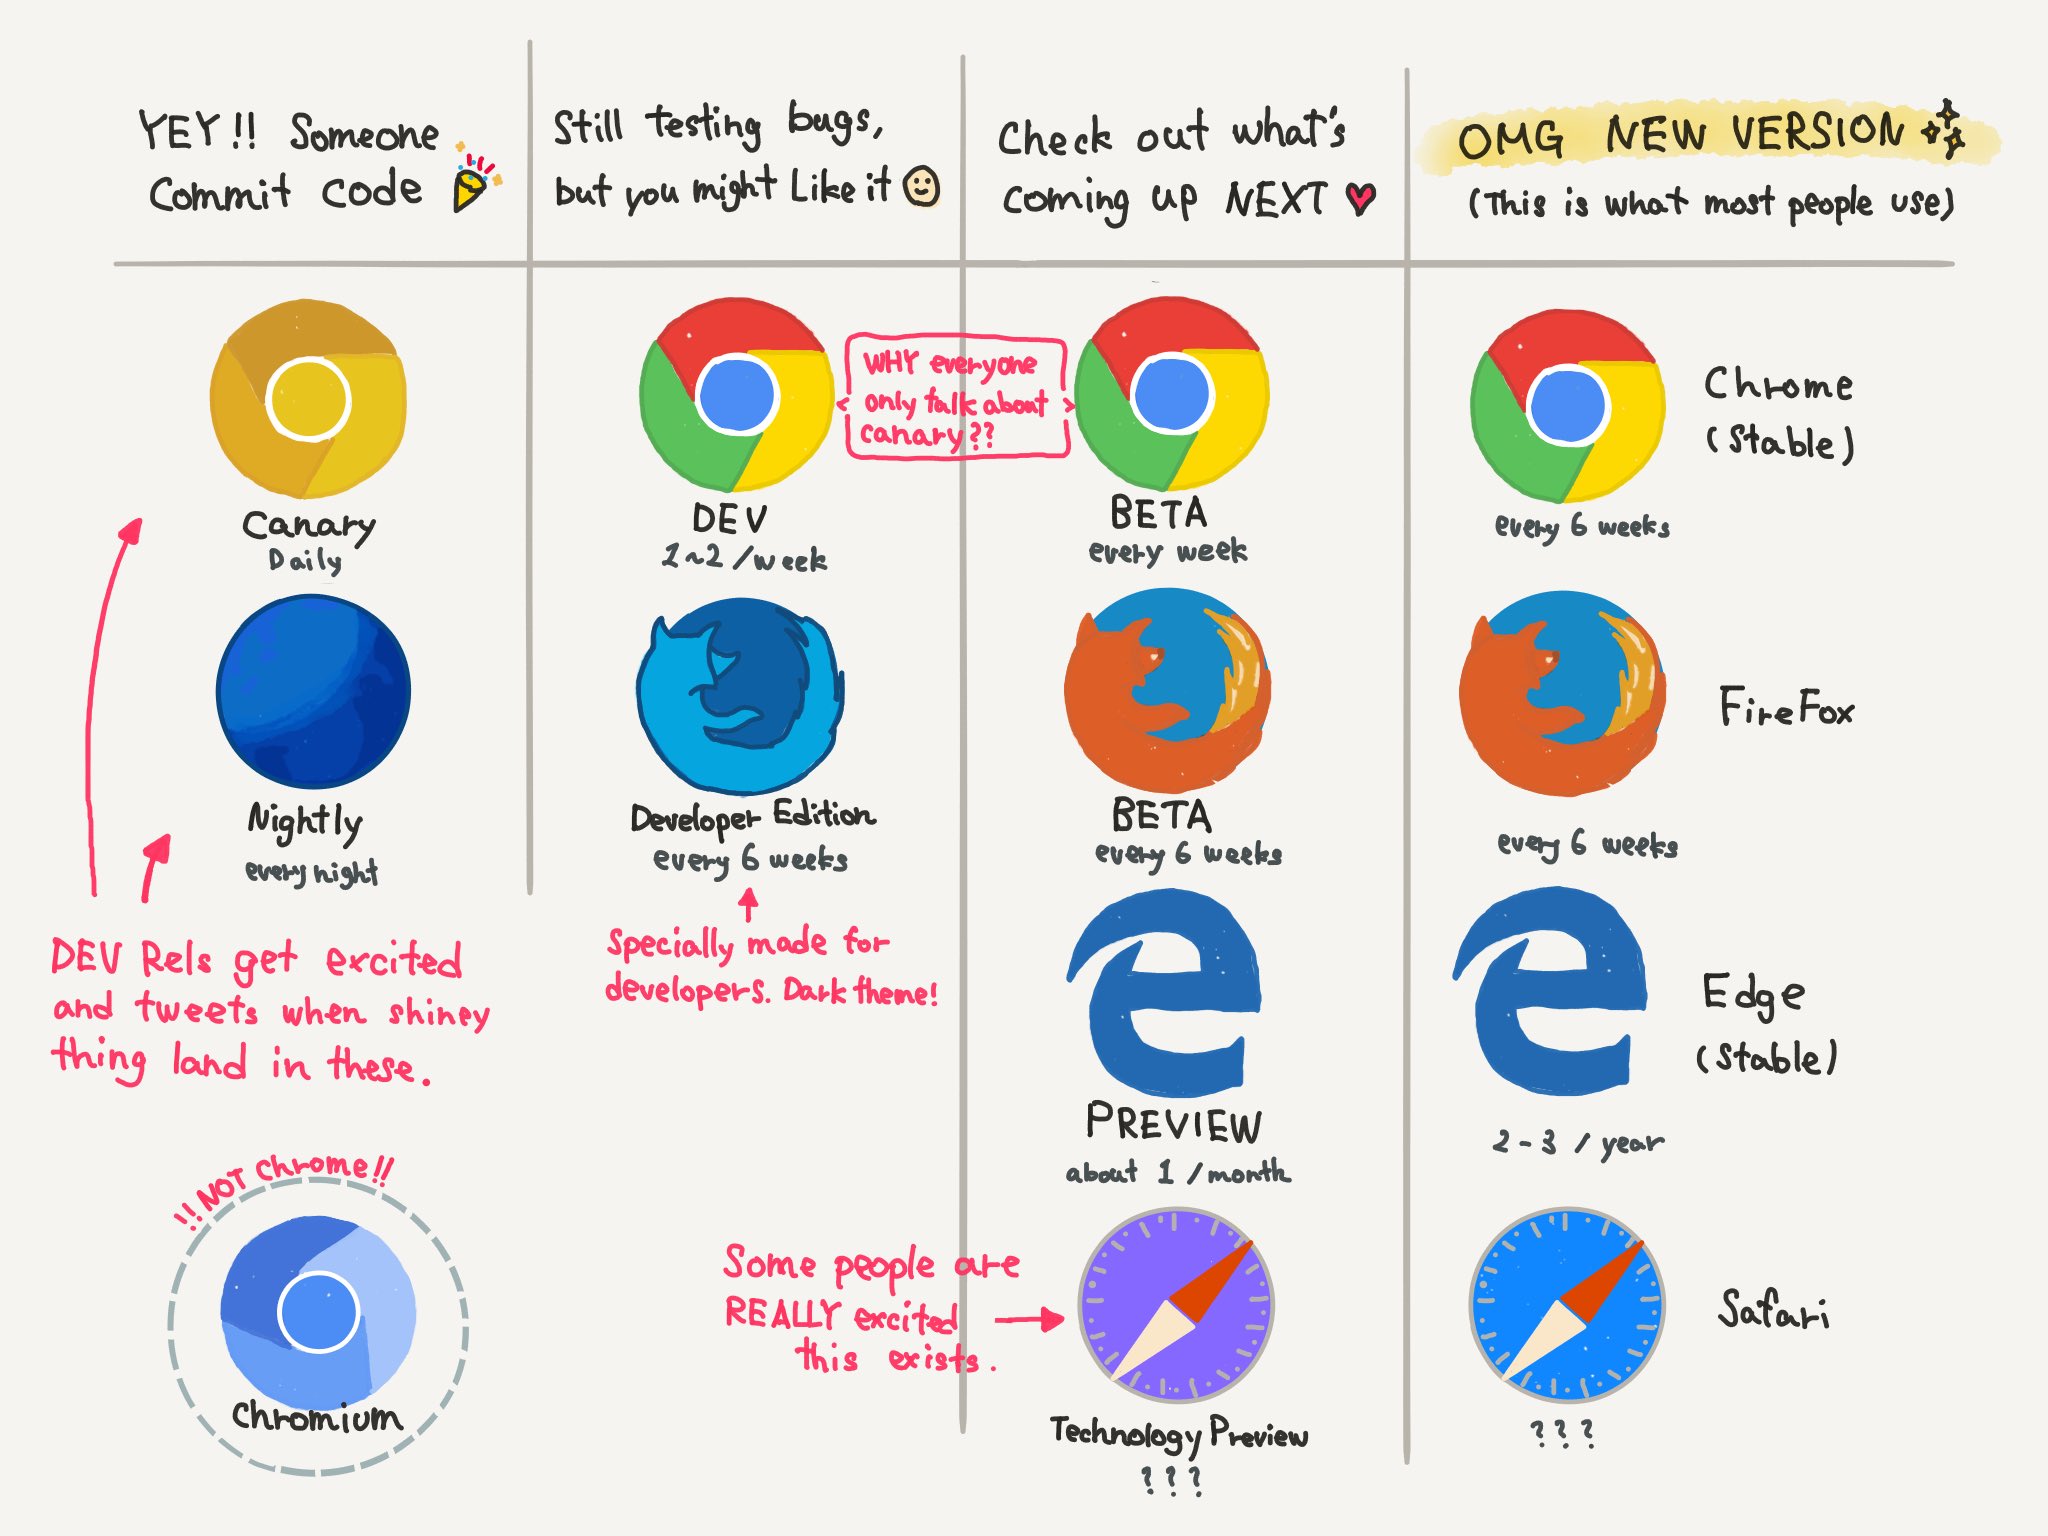 YEY!! Someone
Commit code
Still testing bugs,
but you might Like it
Check out what's
coming up NEXT
OMG NEW VERSION
(This is what most people use)
Canary
Daily
DEV
1~2/week
WHY everyone
only talk about
canary??
BETA
every week
Chrome
(Stable)
every 6 weeks
Nightly
every night
Developer Edition
every 6 weeks
BETA
every 6 weeks
FireFox
every 6 weeks
DEV Rels get excited
and tweets when shiney
thing land in these.
Specially made for
developers. Dark theme!
PREVIEW
about 1/month
Edge
(Stable)
2-3/year
!!NOT Chrome!!
Chromium
Some people are
REALLY excited
this exists.
Technology Preview
???
Safari
???